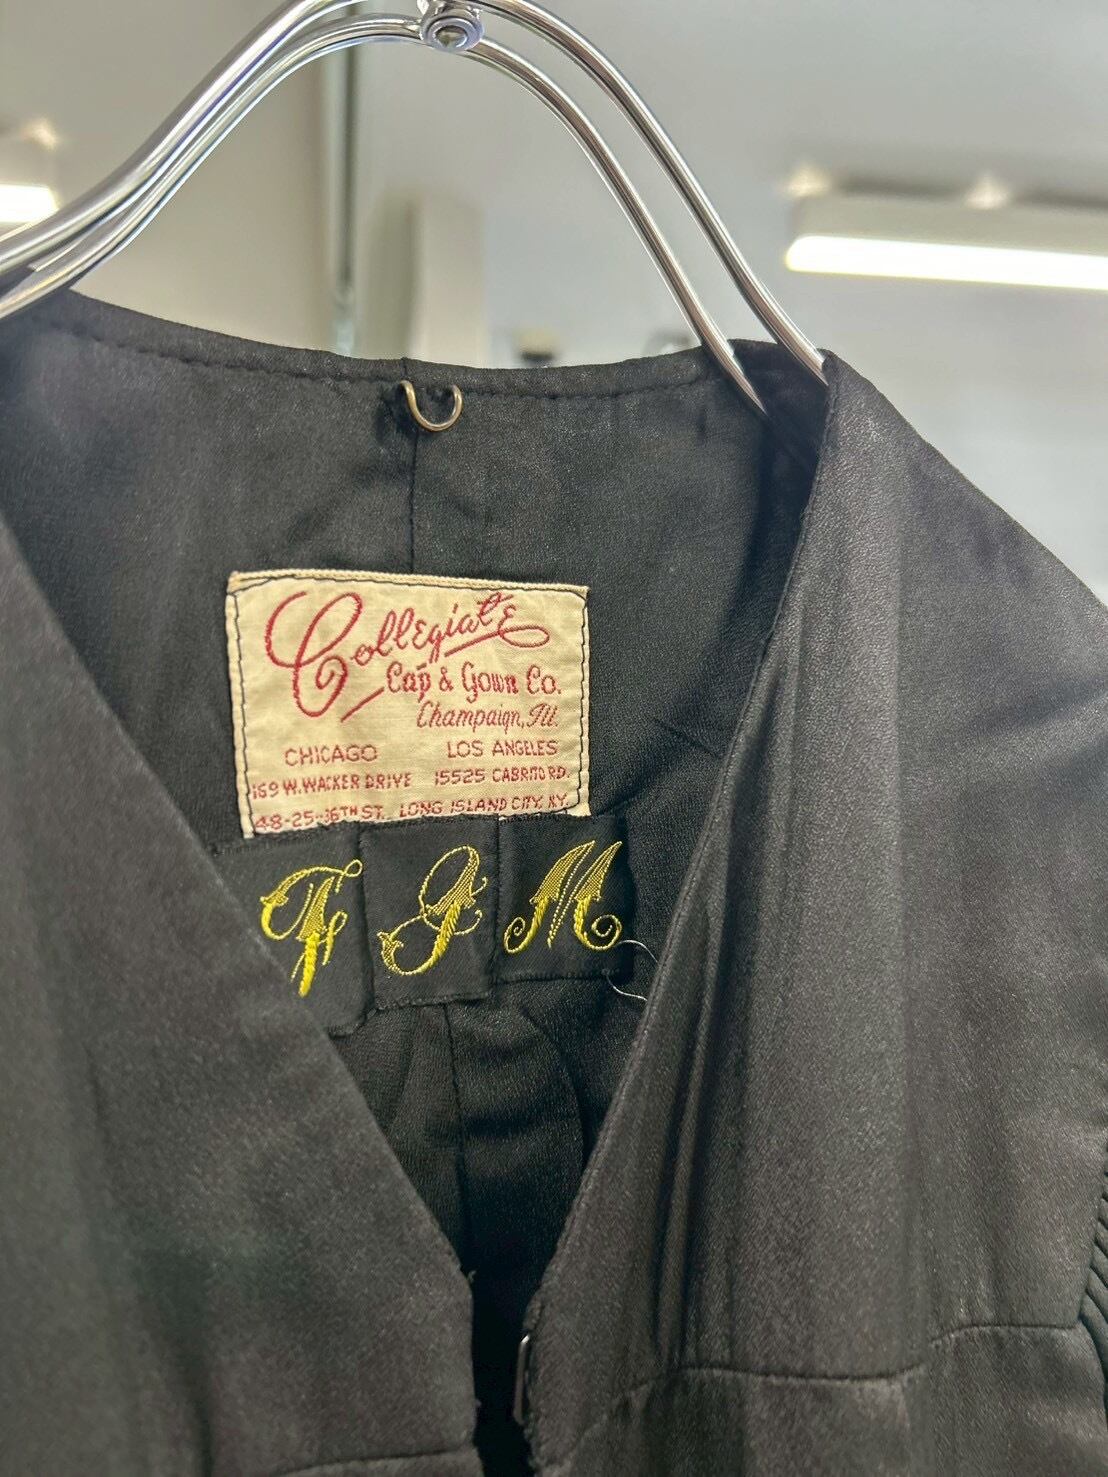 Collegiate
Cap & Gown Co.
Champaign, Ill.
CHICAGO LOS ANGELES
169 W. WACKER DRIVE 15525 CABRITO RD.
48-25-36TH ST. LONG ISLAND CITY, N.Y.
F J M